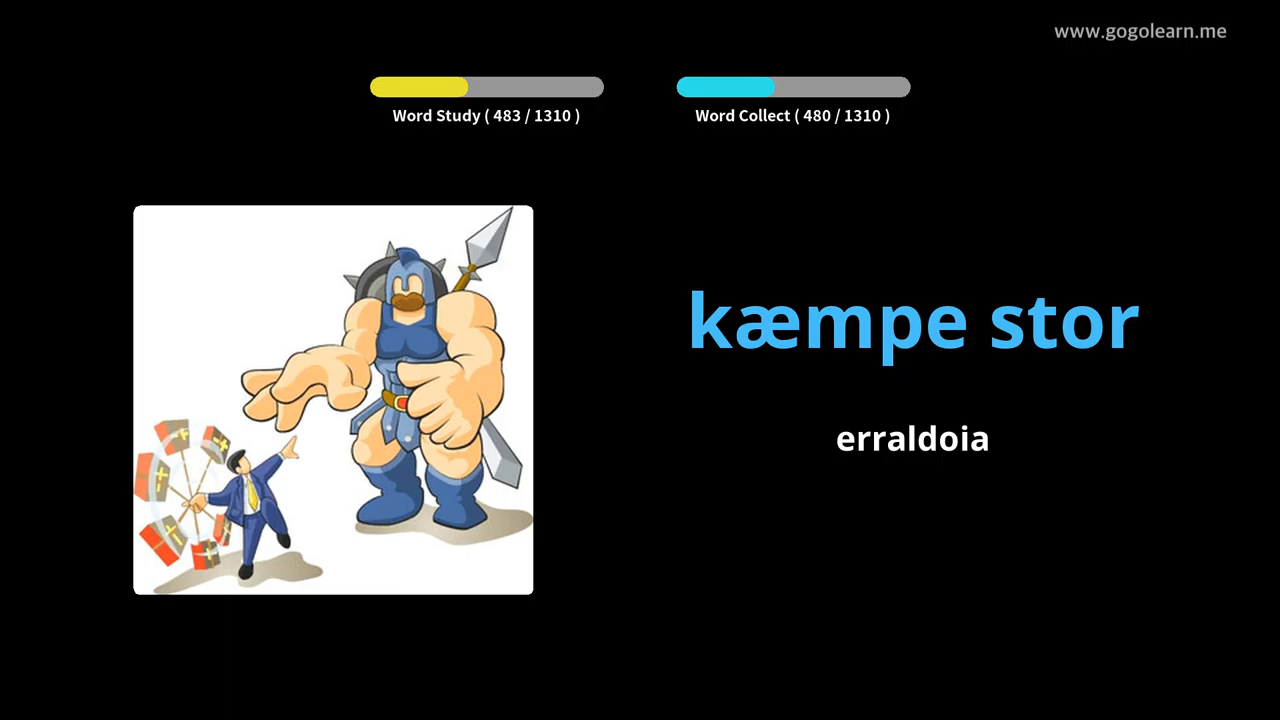 www.gogolearn.me
Word Study ( 483 / 1310 )
Word Collect ( 480 / 1310 )
kæmpe stor
erraldoia